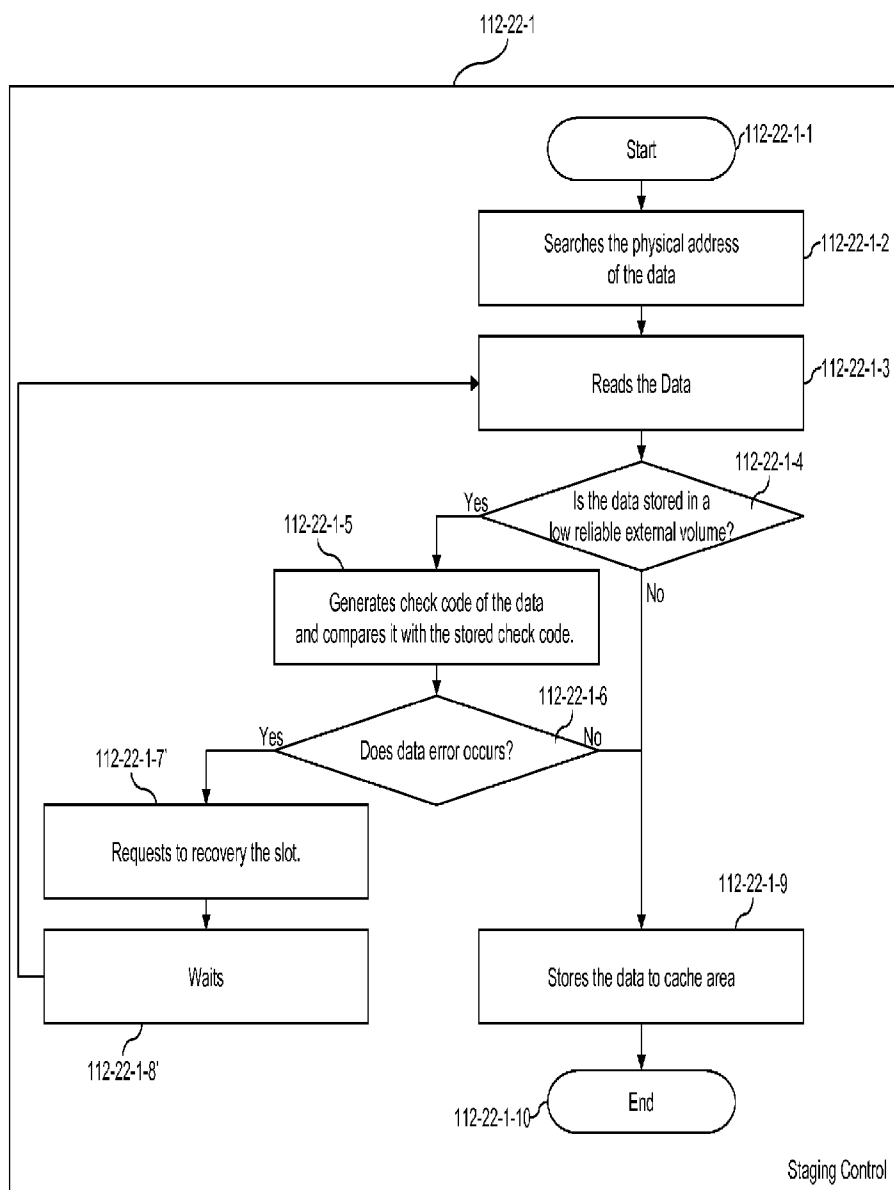 112-22-1
Start
112-22-1-1
Searches the physical address
of the data
112-22-1-2
Reads the Data
112-22-1-3
112-22-1-4
Is the data stored in a
low reliable external volume?
Yes
No
112-22-1-5
Generates check code of the data
and compares it with the stored check code.
112-22-1-6
Does data error occurs?
Yes
No
112-22-1-7'
Requests to recovery the slot.
112-22-1-9
Waits
Stores the data to cache area
112-22-1-8'
End
112-22-1-10
Staging Control